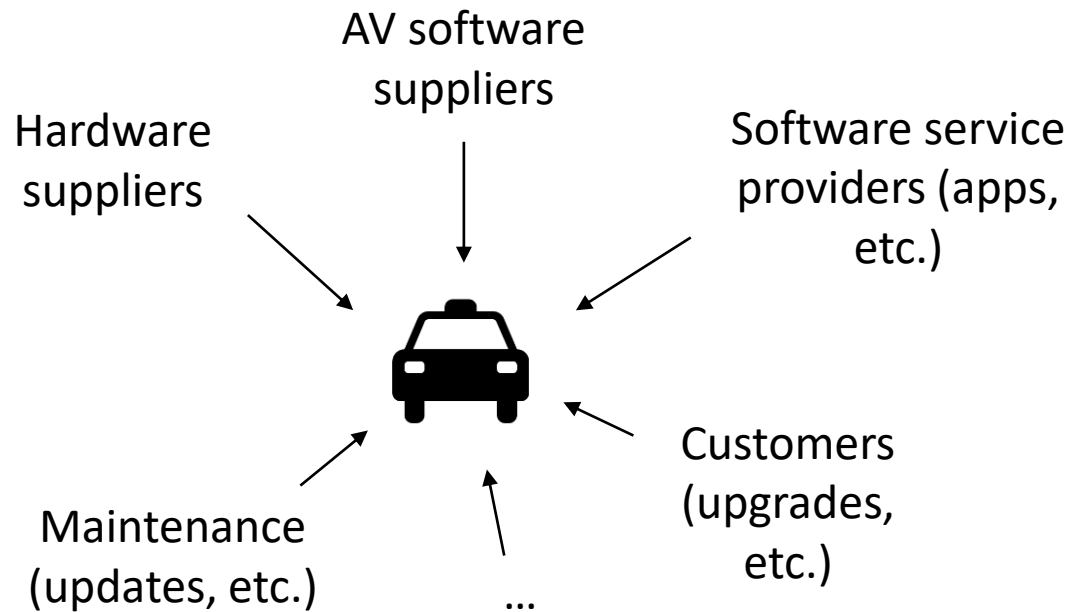 AV software
suppliers
Hardware
suppliers
Software service
providers (apps,
etc.)
Customers
(upgrades,
etc.)
Maintenance
(updates, etc.)
...